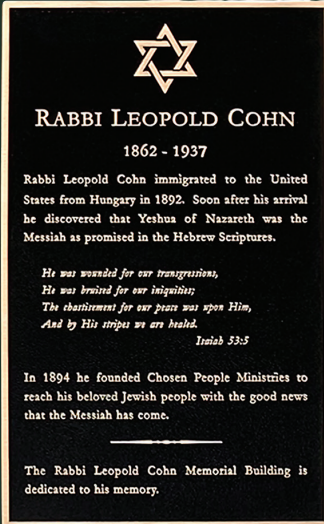 RABBI LEOPOLD COHN
1862 - 1937
Rabbi Leopold Cohn immigrated to the United
States from Hungary in 1892. Soon after his arrival
he discovered that Yeshua of Nazareth was the
Messiah as promised in the Hebrew Scriptures.
He was wounded for our transgressions,
He was bruised for our iniquities;
The chastisement for our peace was upon Him,
And by His stripes we are healed.
Isaiah 53:5
In 1894 he founded Chosen People Ministries to
reach his beloved Jewish people with the good news
that the Messiah has come.
The Rabbi Leopold Cohn Memorial Building is
dedicated to his memory.